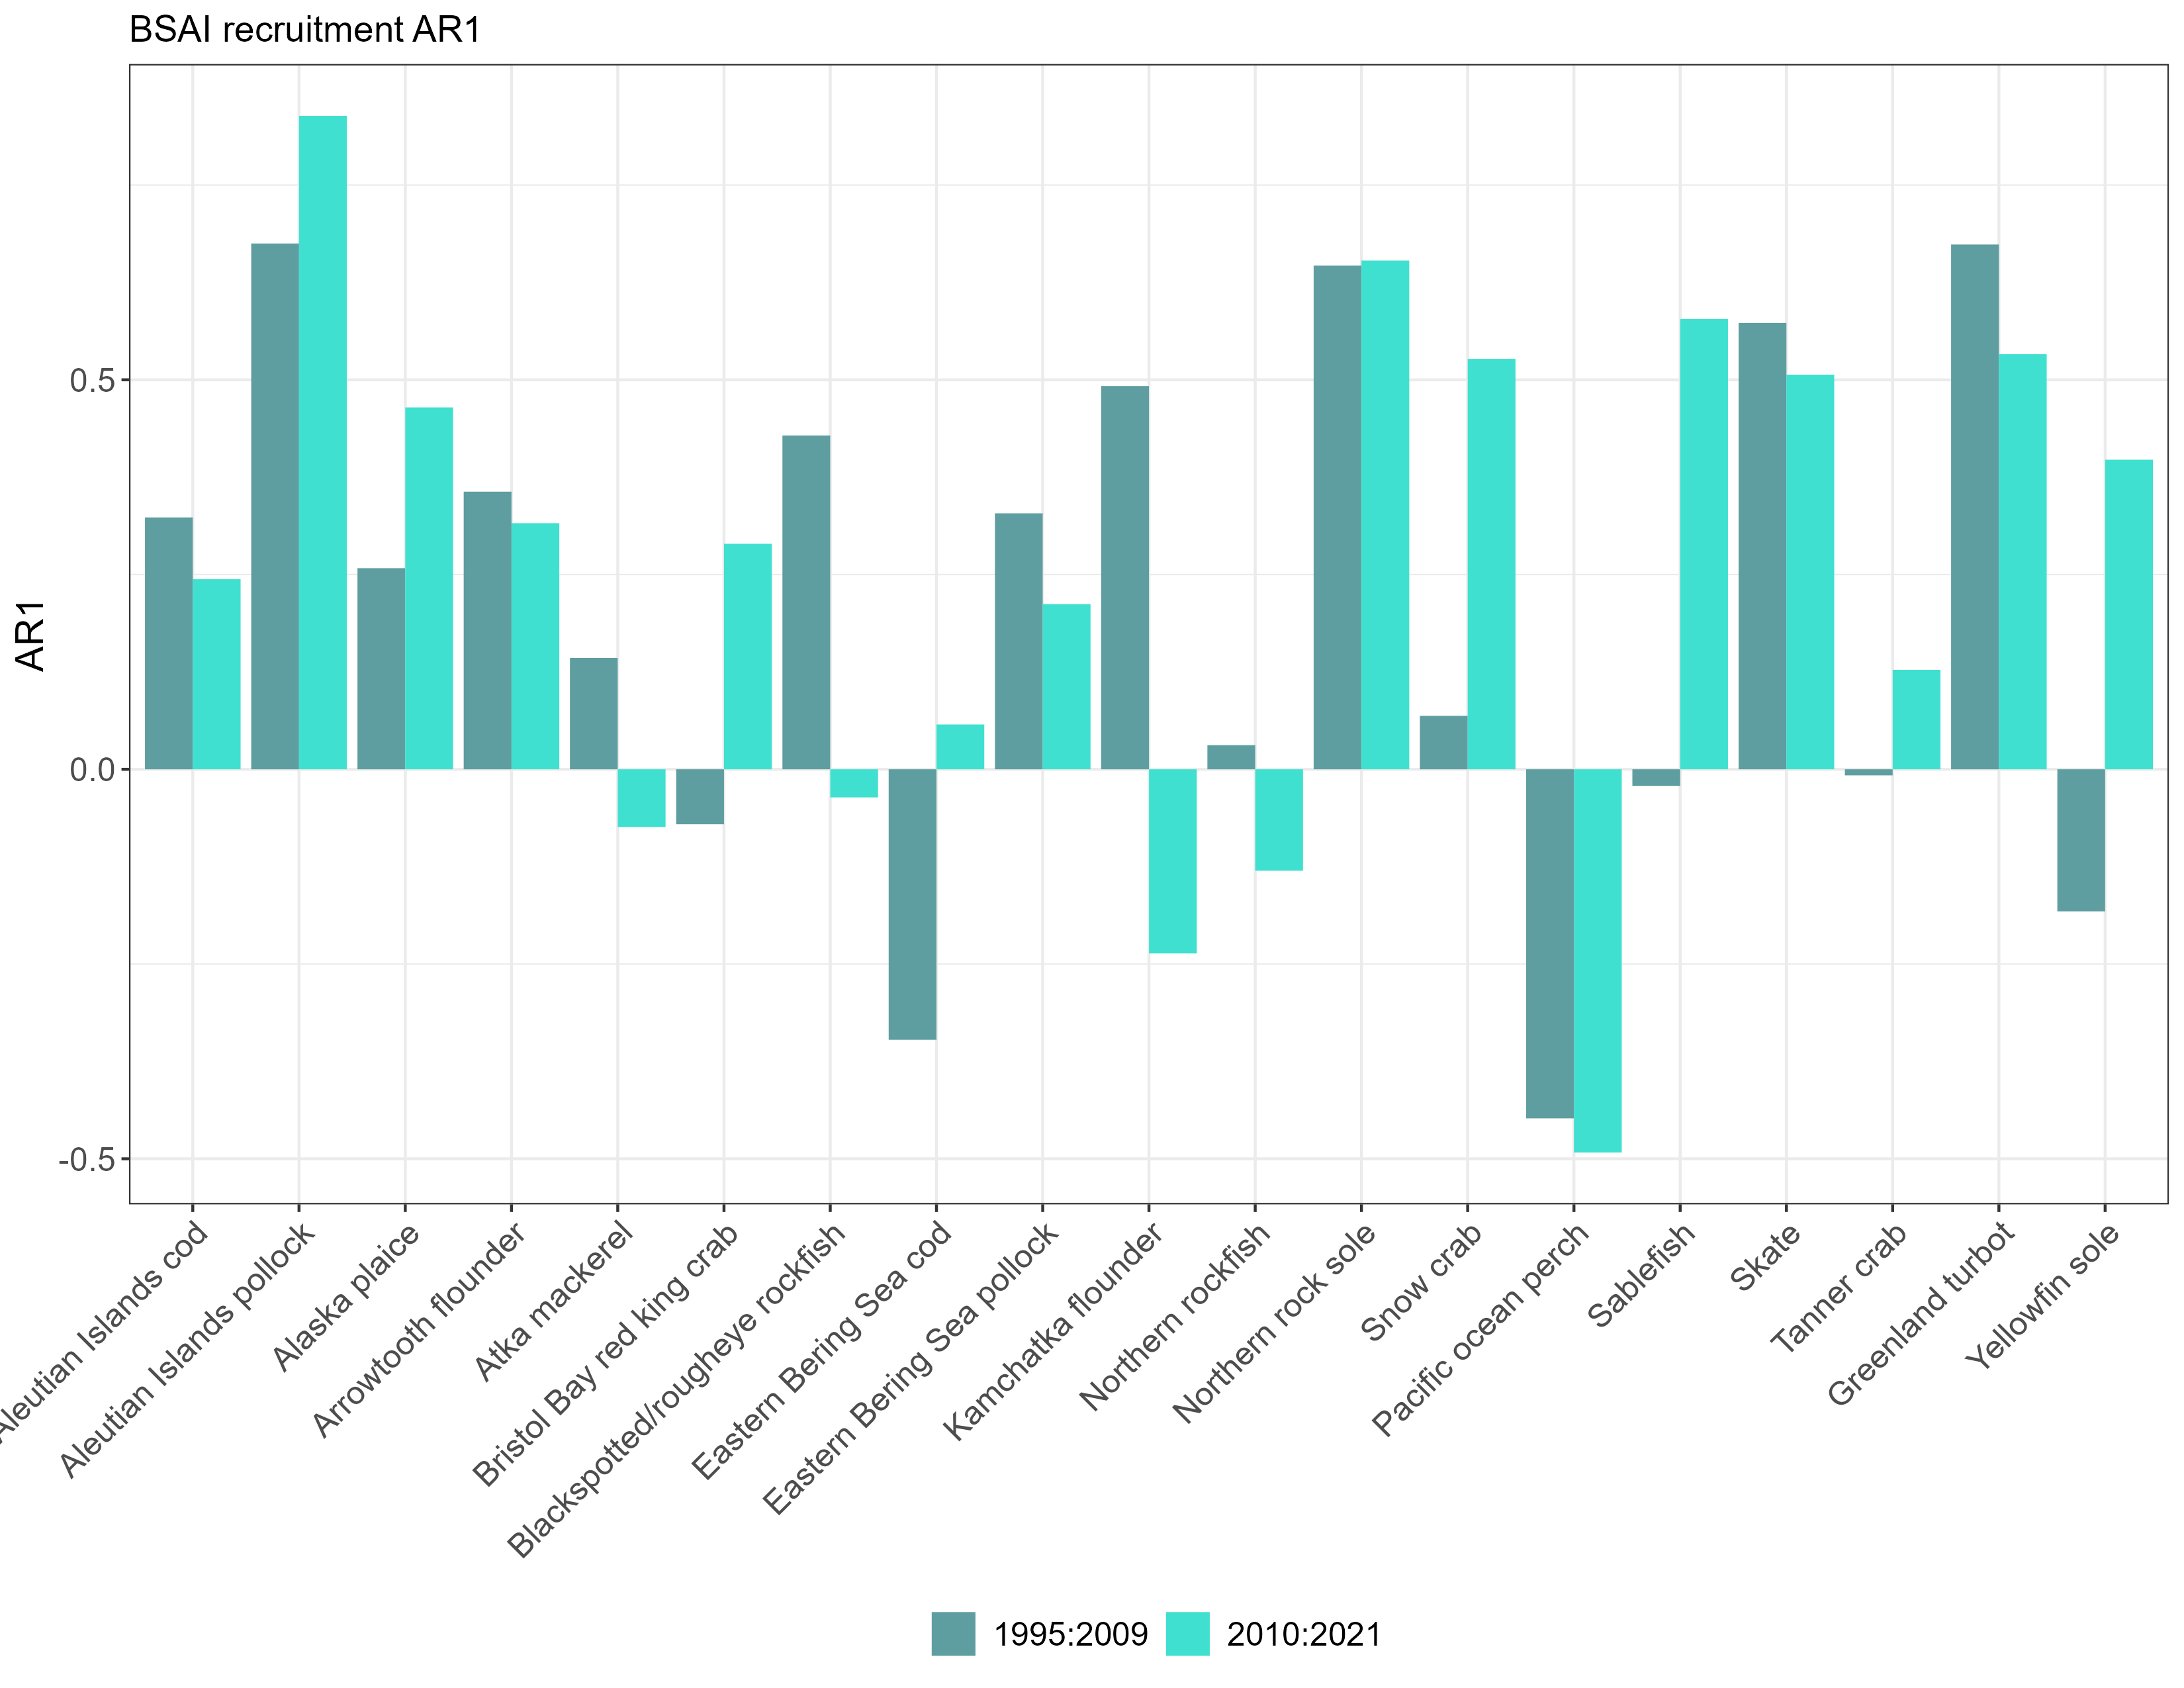 BSAI recruitment AR1
AR1
0.5
0.0
-0.5
Aleutian Islands cod
Aleutian Islands pollock
Alaska plaice
Arrowtooth flounder
Atka mackerel
Bristol Bay red king crab
Blackspotted/rougheye rockfish
Eastern Bering Sea cod
Eastern Bering Sea pollock
Kamchatka flounder
Northern rockfish
Northern rock sole
Snow crab
Pacific ocean perch
Sablefish
Skate
Tanner crab
Greenland turbot
Yellowfin sole
1995:2009
2010:2021